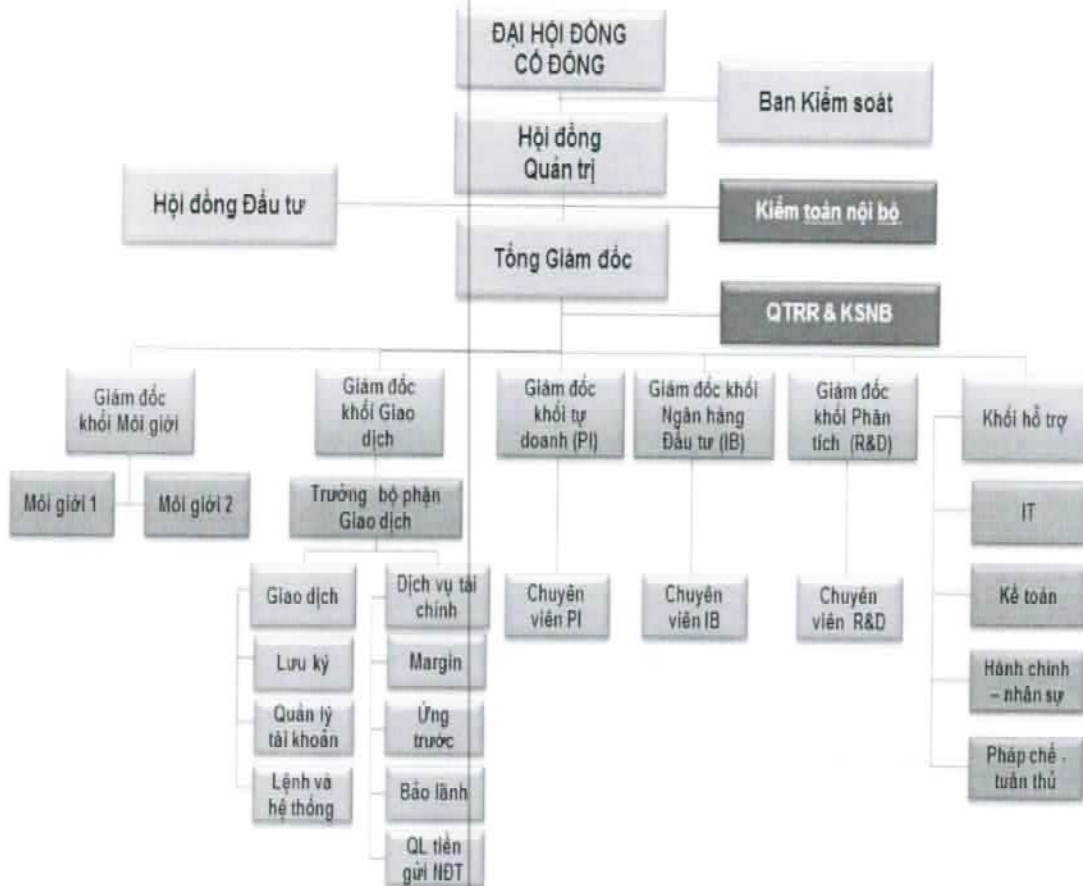 ĐẠI HỘI ĐỒNG
CỔ ĐÔNG
Ban Kiểm soát
Hội đồng
Quản trị
Hội đồng Đầu tư
Kiểm toán nội bộ
Tổng Giám đốc
QTRR & KSNB
Giám đốc
khối Môi giới
Giám đốc
khối Giao
dịch
Giám đốc
khối tự
doanh (PI)
Giám đốc khối
Ngân hàng
Đầu tư (IB)
Giám đốc
khối Phân
tích (R&D)
Khối hỗ trợ
Môi giới 1
Môi giới 2
Trưởng bộ phận
Giao dịch
IT
Giao dịch
Dịch vụ tài
chính
Chuyên
viên PI
Chuyên
viên IB
Chuyên
viên R&D
Kế toán
Lưu ký
Margin
Hành chính
– nhân sự
Quản lý
tài khoản
Ứng
trước
Pháp chế -
tuân thủ
Lệnh và
hệ thống
Bảo lãnh
QL tiền
gửi NĐT